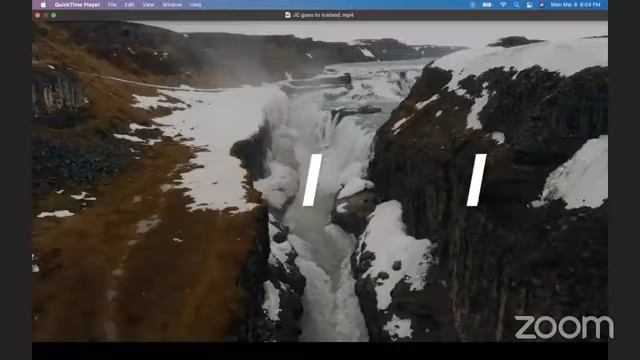 QuickTime Player File Edit View Window Help
Mon Mar 8 8:04 PM
JC goes to Iceland.mp4
I I
zoom